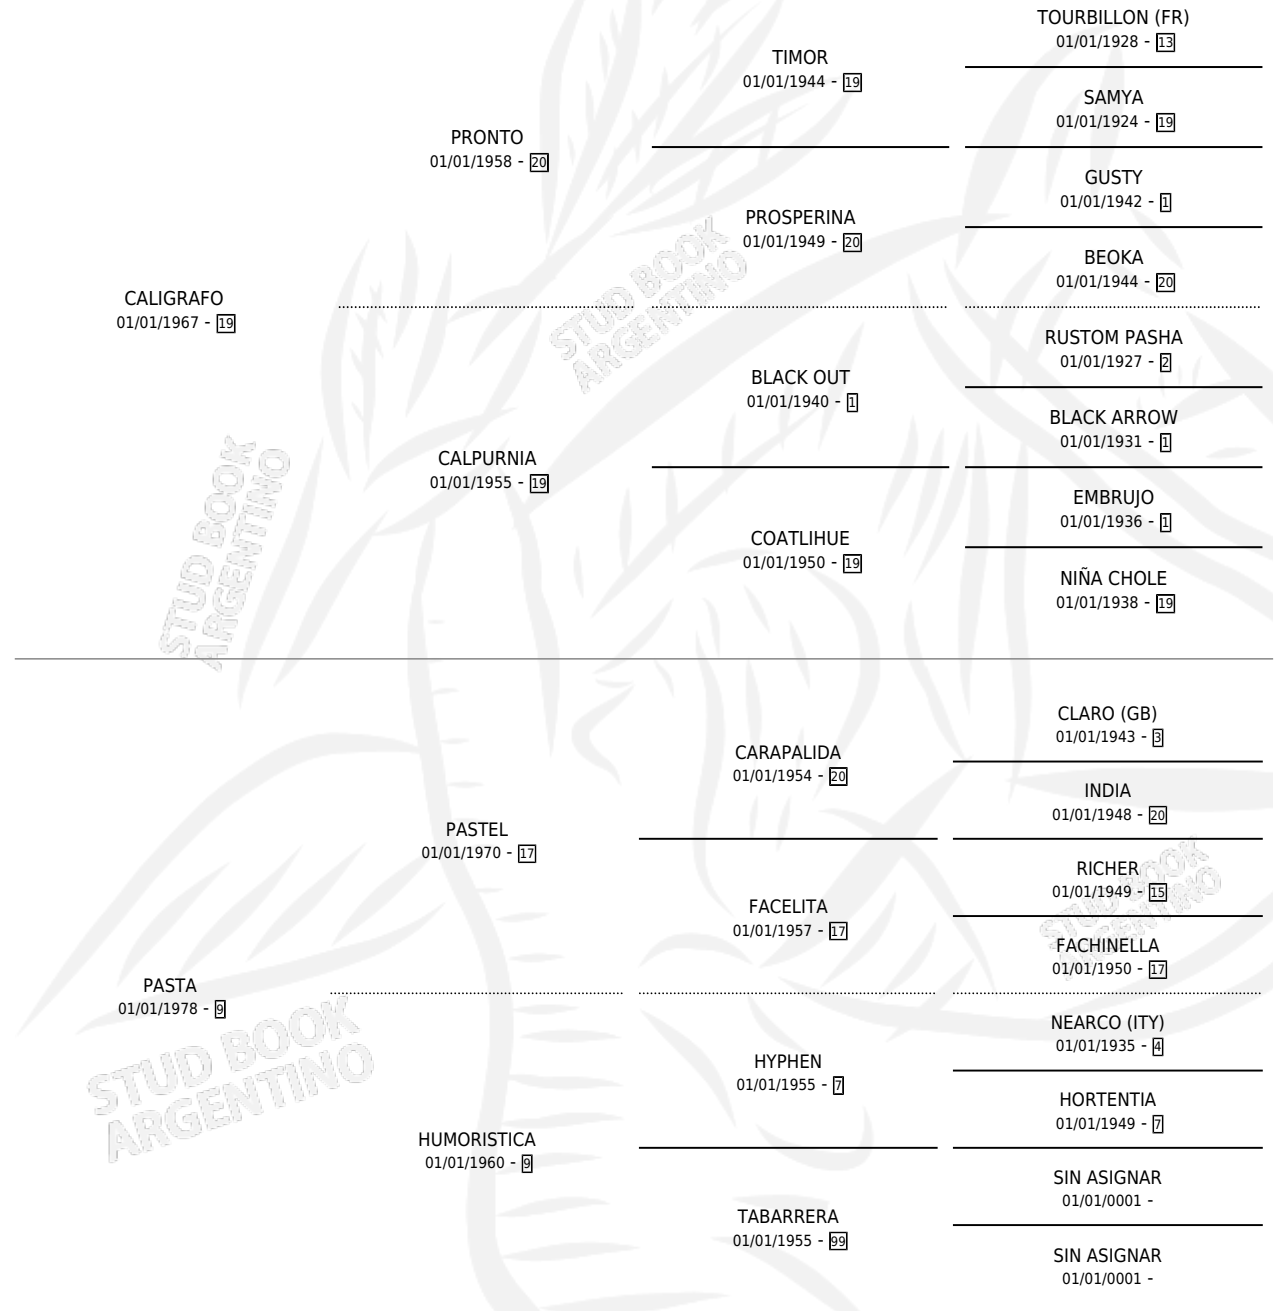 TOURBILLON (FR)
01/01/1928 - 13
TIMOR
01/01/1944 - 19
SAMYA
01/01/1924 - 19
PRONTO
01/01/1958 - 20
GUSTY
01/01/1942 - 1
PROSPERINA
01/01/1949 - 20
BEOKA
01/01/1944 - 20
CALIGRAFO
01/01/1967 - 19
RUSTOM PASHA
01/01/1927 - 2
BLACK OUT
01/01/1940 - 1
BLACK ARROW
01/01/1931 - 1
CALPURNIA
01/01/1955 - 19
EMBRUJO
01/01/1936 - 1
COATLIHUE
01/01/1950 - 19
NIÑA CHOLE
01/01/1938 - 19
CLARO (GB)
01/01/1943 - 3
CARAPALIDA
01/01/1954 - 20
INDIA
01/01/1948 - 20
PASTEL
01/01/1970 - 17
RICHER
01/01/1949 - 15
FACELITA
01/01/1957 - 17
FACHINELLA
01/01/1950 - 17
PASTA
01/01/1978 - 9
NEARCO (ITY)
01/01/1935 - 4
HYPHEN
01/01/1955 - 7
HORTENTIA
01/01/1949 - 7
HUMORISTICA
01/01/1960 - 9
SIN ASIGNAR
01/01/0001 -
TABARRERA
01/01/1955 - 99
SIN ASIGNAR
01/01/0001 -
STUD BOOK
ARGENTINO
STUD BOOK
ARGENTINO
STUD BOOK
ARGENTINO
STUD BOOK
ARGENTINO